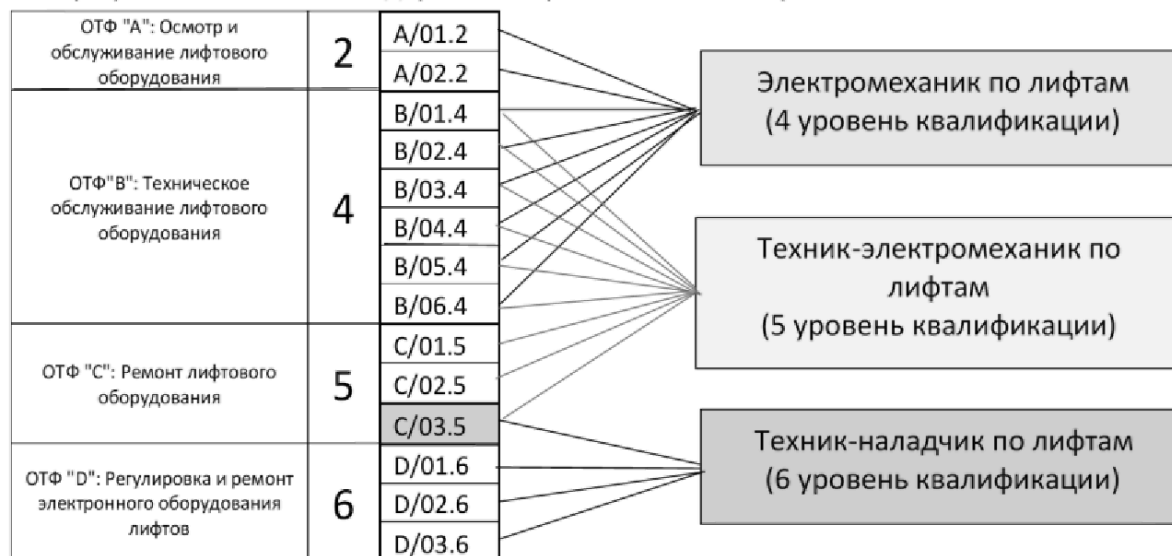 ОТФ "А": Осмотр и
обслуживание лифтового
оборудования
2
А/01.2
А/02.2
ОТФ"В": Техническое
обслуживание лифтового
оборудования
4
В/01.4
В/02.4
В/03.4
В/04.4
В/05.4
В/06.4
ОТФ "С": Ремонт лифтового
оборудования
5
С/01.5
С/02.5
С/03.5
ОТФ "D": Регулировка и ремонт
электронного оборудования
лифтов
6
D/01.6
D/02.6
D/03.6
Электромеханик по лифтам
(4 уровень квалификации)
Техник-электромеханик по
лифтам
(5 уровень квалификации)
Техник-наладчик по лифтам
(6 уровень квалификации)